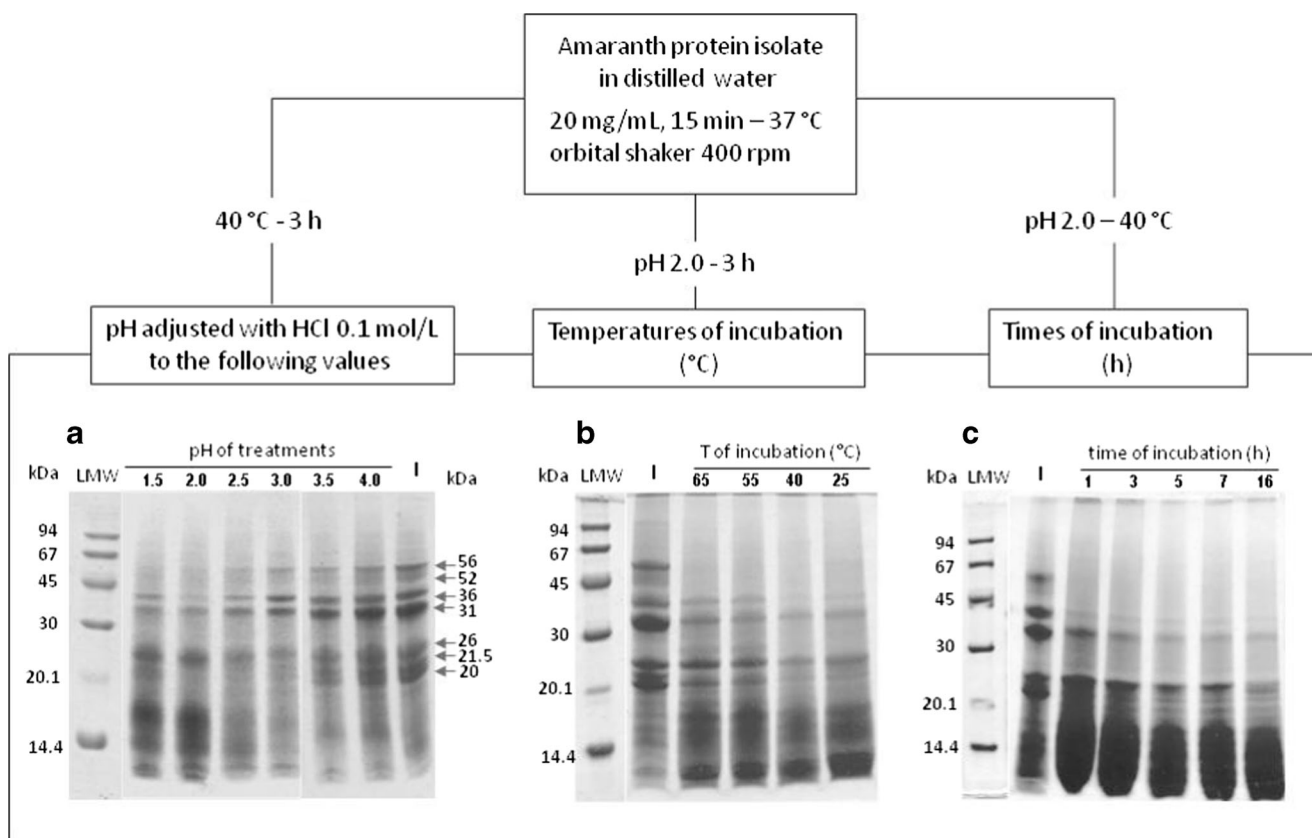 Amaranth protein isolate
in distilled water
20 mg/mL, 15 min – 37 °C
orbital shaker 400 rpm
40 °C - 3 h
pH 2.0 - 3 h
pH 2.0 – 40 °C
pH adjusted with HCl 0.1 mol/L
to the following values
Temperatures of incubation
(°C)
Times of incubation
(h)
a
pH of treatments
kDa LMW 1.5 2.0 2.5 3.0 3.5 4.0 I kDa
94
67
45
30
20.1
14.4
56
52
36
31
26
21.5
20
b
T of incubation (°C)
kDa LMW I 65 55 40 25
94
67
45
30
20.1
14.4
c
time of incubation (h)
kDa LMW I 1 3 5 7 16
94
67
45
30
20.1
14.4